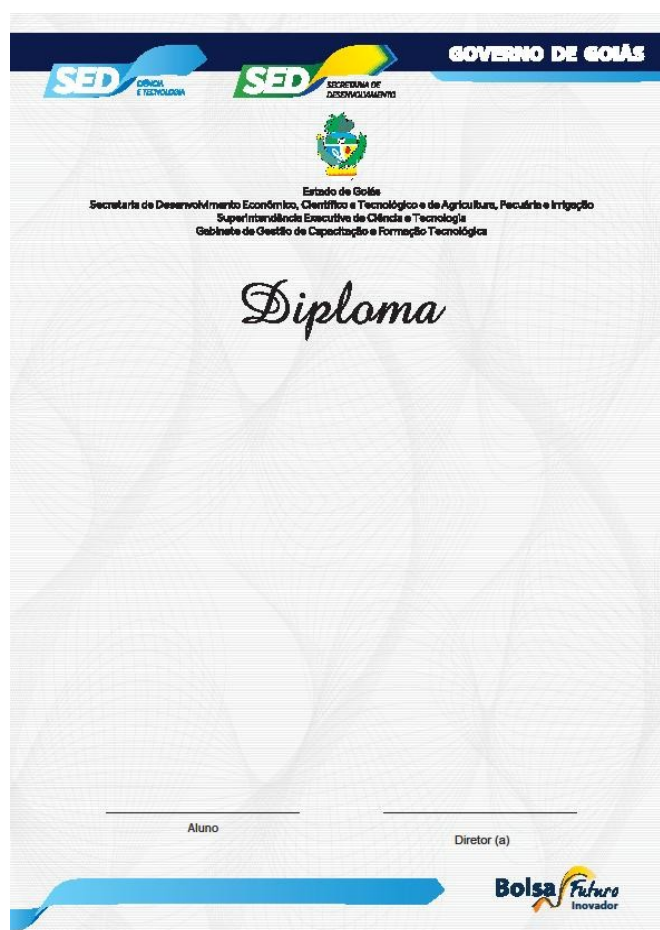 GOVERNO DE GOIÁS
SED CIÊNCIA
E TECNOLOGIA
SED SECRETARIA DE
DESENVOLVIMENTO
Estado de Goiás
Secretaria de Desenvolvimento Econômico, Científico e Tecnológico e de Agricultura, Pecuária e Irrigação
Superintendência Executiva de Ciência e Tecnologia
Gabinete de Gestão de Capacitação e Formação Tecnológica
Diploma
Aluno
Diretor (a)
Bolsa Futuro
Inovador